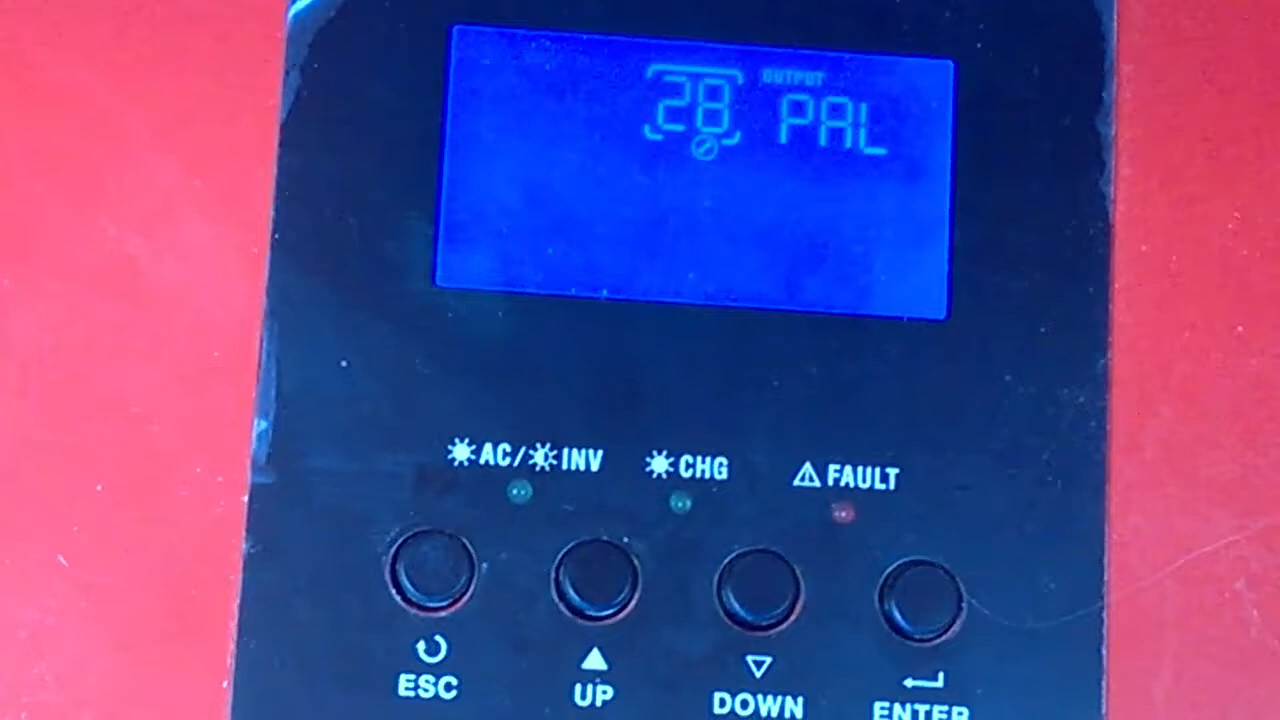 OUTPUT
28 PAL
AC/ INV
CHG
FAULT
ESC
UP
DOWN
ENTER